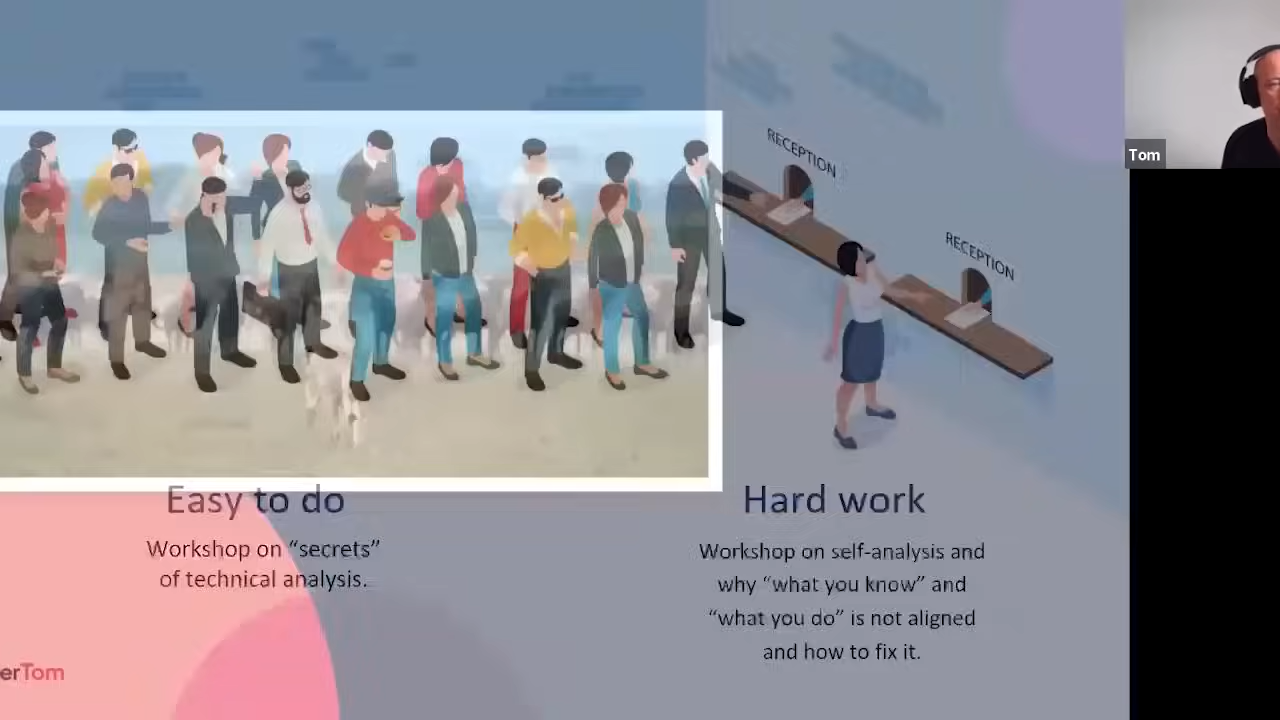 RECEPTION
RECEPTION
Tom
Easy to do
Workshop on “secrets”
of technical analysis.
Hard work
Workshop on self-analysis and
why “what you know” and
“what you do” is not aligned
and how to fix it.
erTom